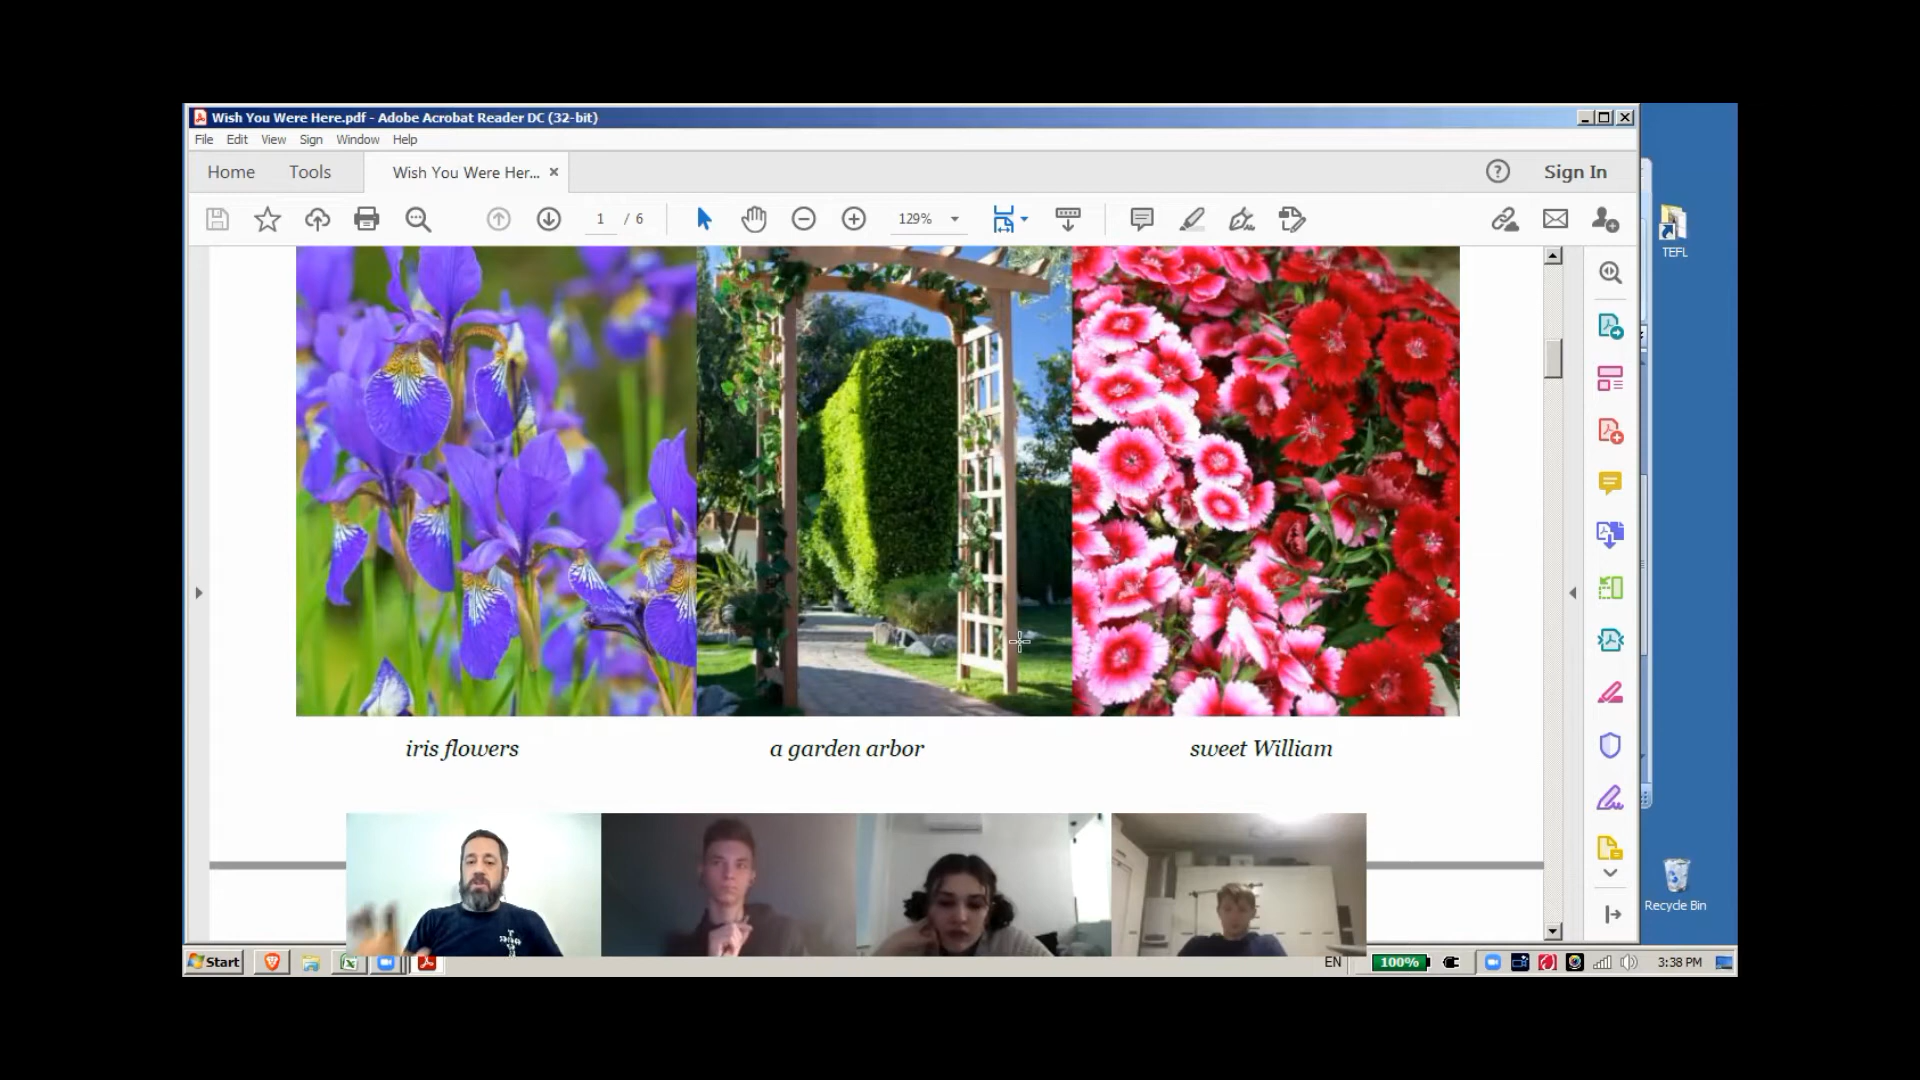 Wish You Were Here.pdf - Adobe Acrobat Reader DC (32-bit)
File Edit View Sign Window Help
Home Tools Wish You Were Her... × Sign In
1 / 6 129%
TEFL
iris flowers a garden arbor sweet William
Recycle Bin
Start EN 100% 3:38 PM